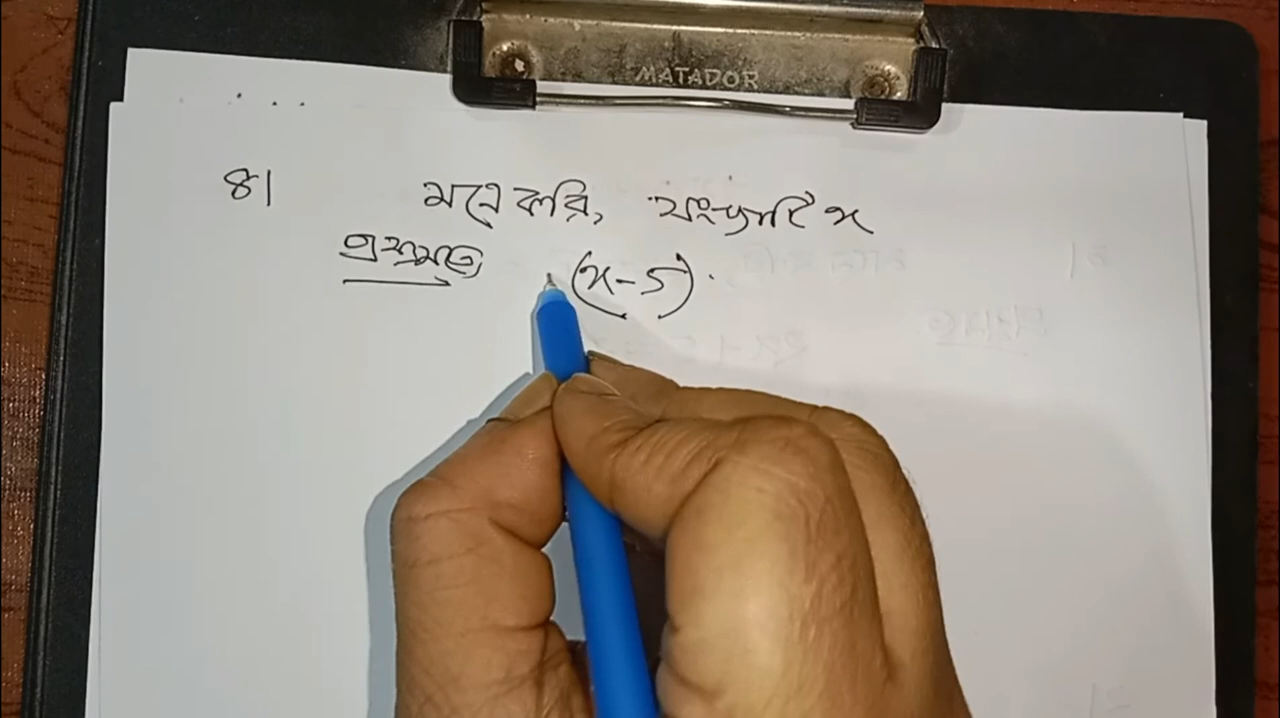 MATADOR
৪। মনে করি, সংখ্যাটি x
প্রশ্নমতে (x-5)